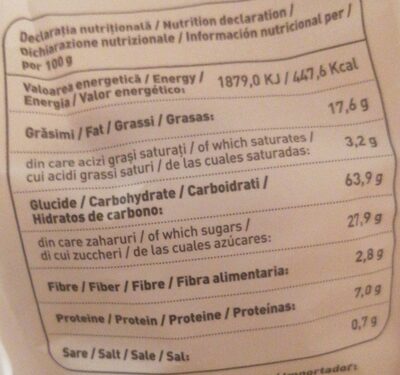 Declarația nutrițională / Nutrition declaration /
Dichiarazione nutrizionale / Información nutricional per /
Por 100 g
Valoarea energetică / Energy /
Energia / Valor energético: 1879,0 KJ / 447,6 Kcal
Grăsimi / Fat / Grassi / Grasas: 17,6 g
din care acizi grași saturați / of which saturates /
cui acidi grassi saturi / de las cuales saturadas: 3,2 g
Glucide / Carbohydrate / Carboidrati /
Hidratos de carbono: 63,9 g
din care zaharuri / of which sugars /
di cui zuccheri / de las cuales azúcares: 27,9 g
Fibre / Fiber / Fibre / Fibra alimentaria: 2,8 g
Proteine / Protein / Proteine / Proteínas: 7,0 g
Sare / Salt / Sale / Sal: 0,7 g